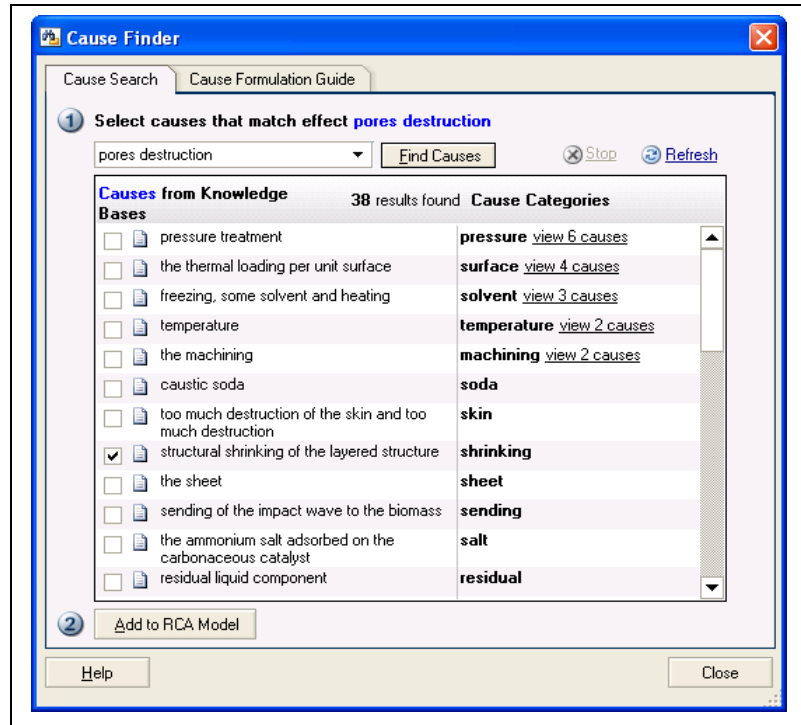 Cause Finder
Cause Search Cause Formulation Guide
1 Select causes that match effect pores destruction
pores destruction Find Causes Stop Refresh
Causes from Knowledge Bases 38 results found Cause Categories
pressure treatment pressure view 6 causes
the thermal loading per unit surface surface view 4 causes
freezing, some solvent and heating solvent view 3 causes
temperature temperature view 2 causes
the machining machining view 2 causes
caustic soda soda
too much destruction of the skin and too skin
much destruction
structural shrinking of the layered structure shrinking
the sheet sheet
sending of the impact wave to the biomass sending
the ammonium salt adsorbed on the salt
carbonaceous catalyst
residual liquid component residual
2 Add to RCA Model
Help Close